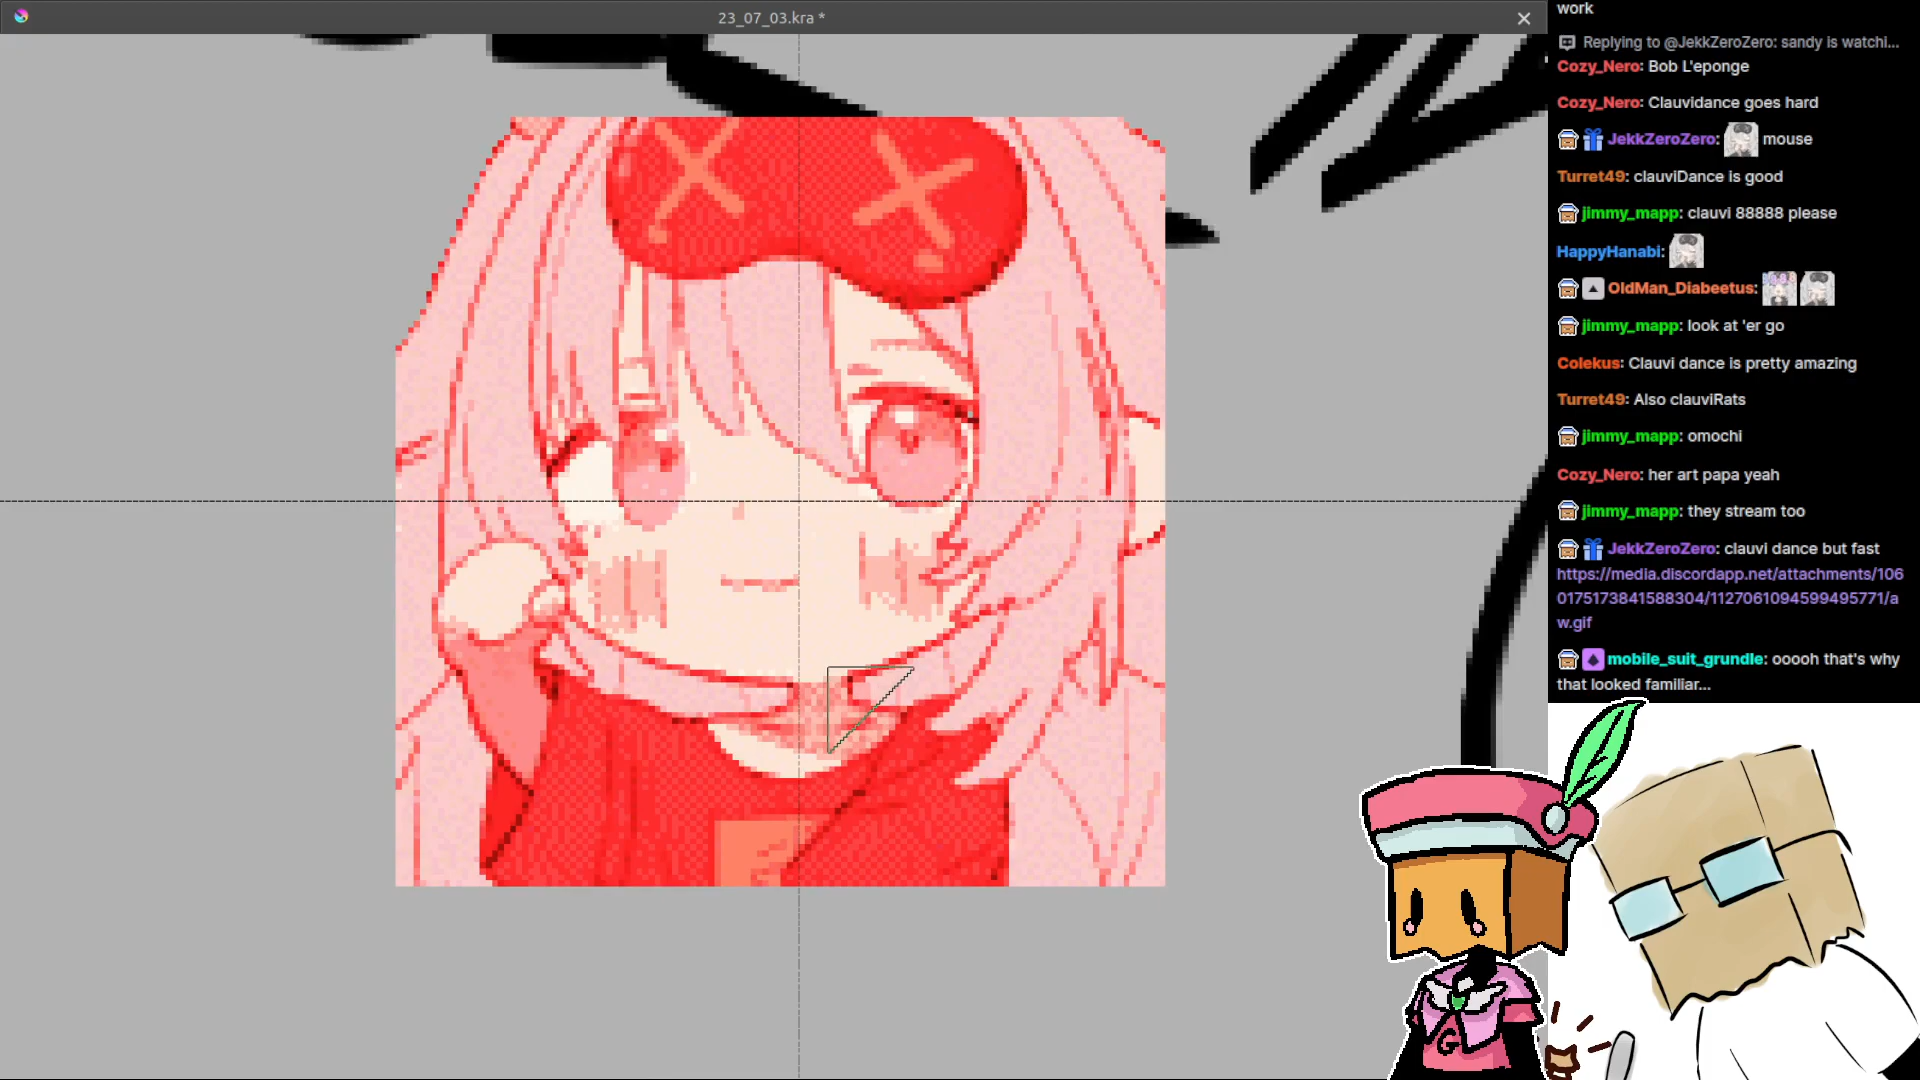 23_07_03.kra *
work
Replying to @JekkZeroZero: sandy is watchi...
Cozy_Nero: Bob L'eponge
Cozy_Nero: Clauvidance goes hard
JekkZeroZero: mouse
Turret49: clauviDance is good
jimmy_mapp: clauvi 88888 please
HappyHanabi:
OldMan_Diabeetus:
jimmy_mapp: look at 'er go
Colekus: Clauvi dance is pretty amazing
Turret49: Also clauviRats
jimmy_mapp: omochi
Cozy_Nero: her art papa yeah
jimmy_mapp: they stream too
JekkZeroZero: clauvi dance but fast
https://media.discordapp.net/attachments/106
0175173841588304/1127061094599495771/a
w.gif
mobile_suit_grundle: ooooh that's why
that looked familiar...
G